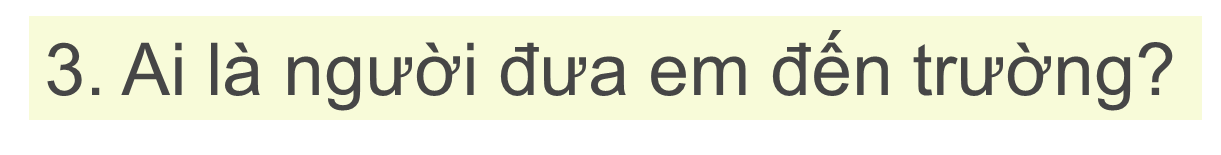 3. Ai là người đưa em đến trường?